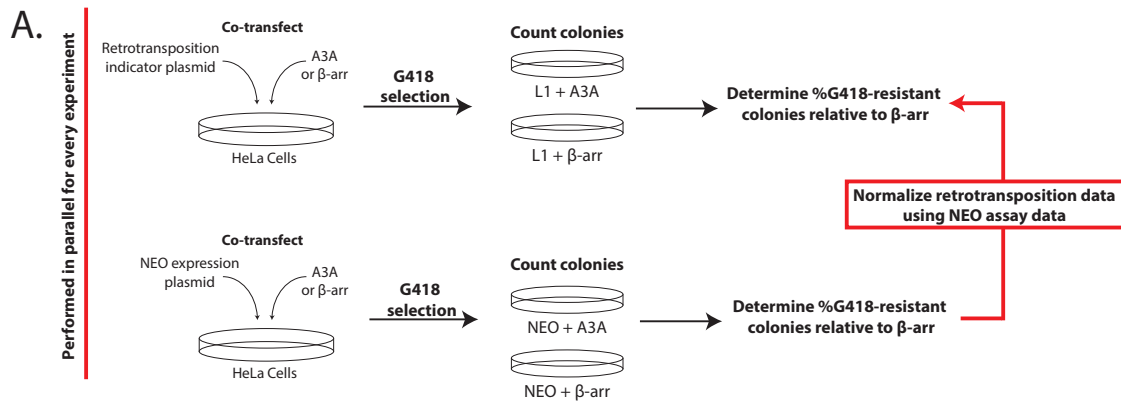 A.
Performed in parallel for every experiment
Co-transfect
Retrotransposition
indicator plasmid
A3A
or β-arr
HeLa Cells
G418
selection
Count colonies
L1 + A3A
L1 + β-arr
Determine %G418-resistant
colonies relative to β-arr
Normalize retrotransposition data
using NEO assay data
Co-transfect
NEO expression
plasmid
A3A
or β-arr
HeLa Cells
G418
selection
Count colonies
NEO + A3A
NEO + β-arr
Determine %G418-resistant
colonies relative to β-arr